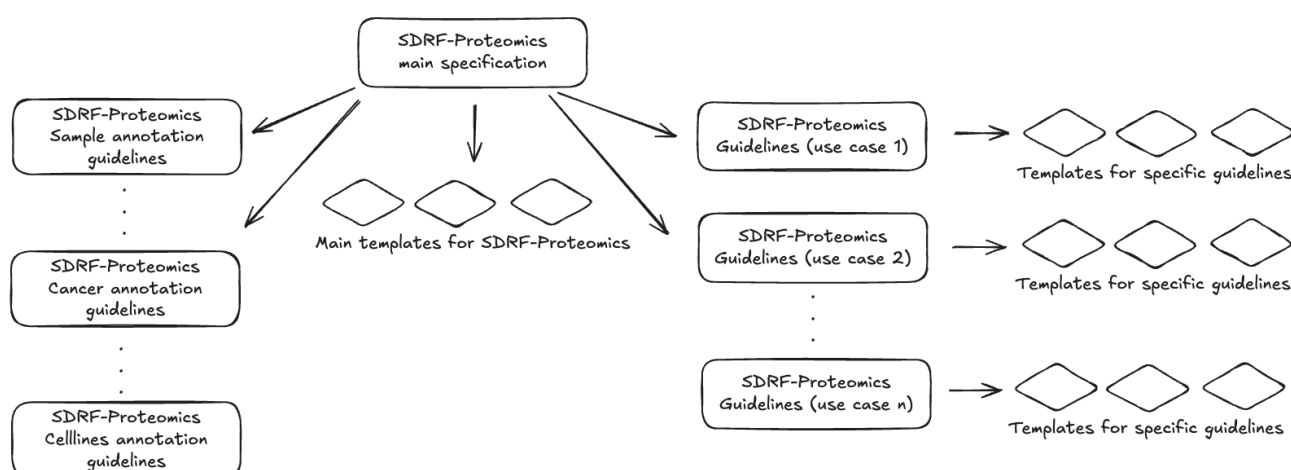 SDRF-Proteomics
main specification
SDRF-Proteomics
Sample annotation
guidelines
SDRF-Proteomics
Cancer annotation
guidelines
SDRF-Proteomics
Celllines annotation
guidelines
Main templates for SDRF-Proteomics
SDRF-Proteomics
Guidelines (use case 1)
Templates for specific guidelines
SDRF-Proteomics
Guidelines (use case 2)
Templates for specific guidelines
SDRF-Proteomics
Guidelines (use case n)
Templates for specific guidelines